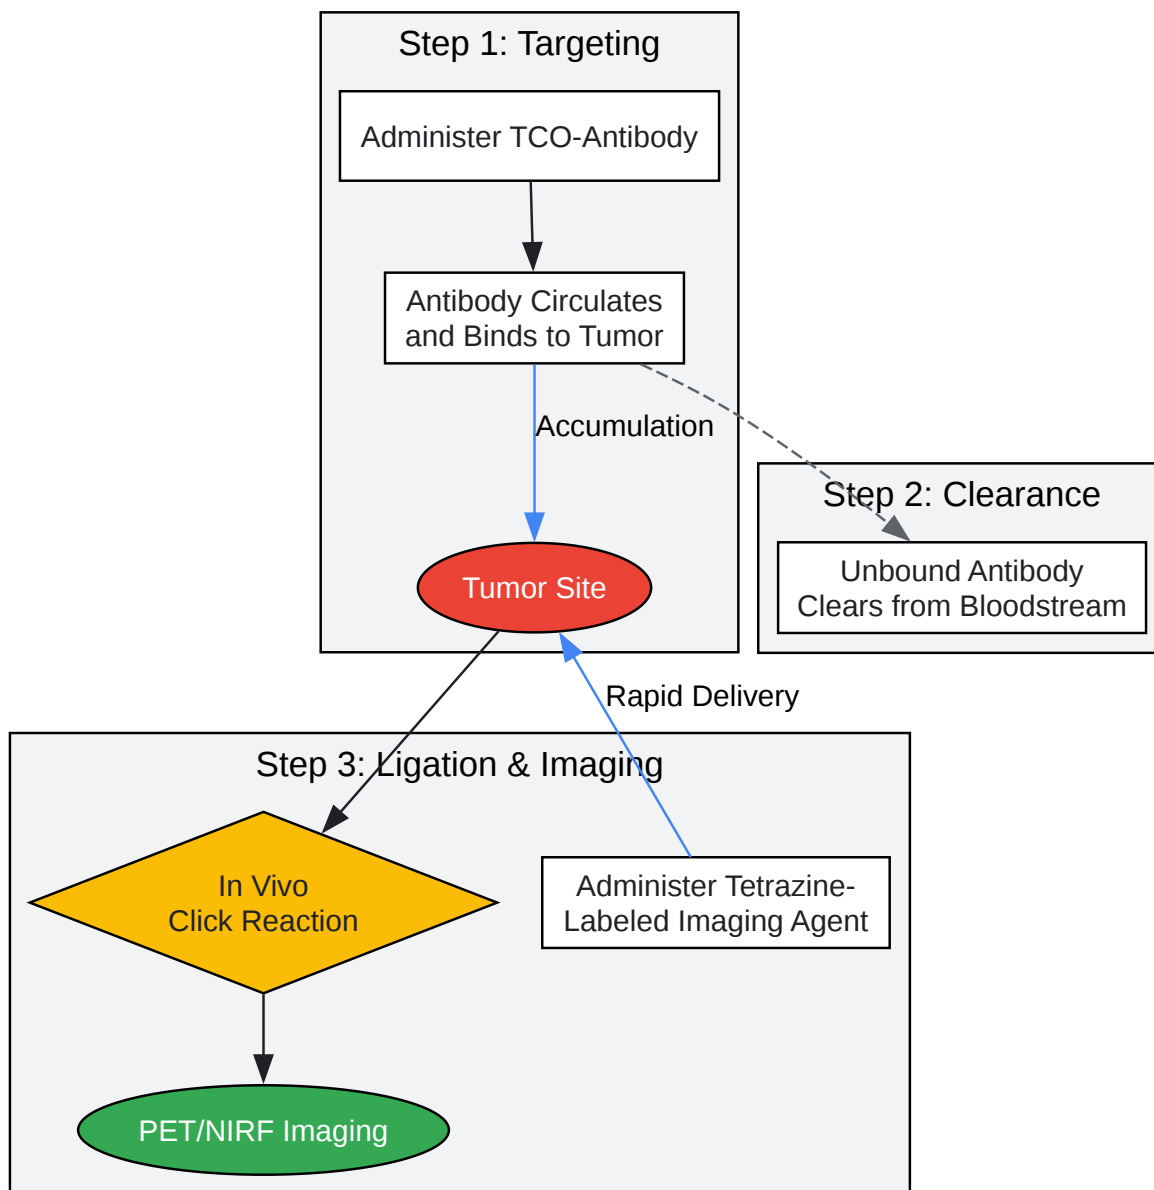 Step 1: Targeting
Administer TCO-Antibody
Antibody Circulates
and Binds to Tumor
Accumulation
Step 2: Clearance
Unbound Antibody
Clears from Bloodstream
Tumor Site
Rapid Delivery
Step 3: Ligation & Imaging
In Vivo
Click Reaction
Administer Tetrazine-
Labeled Imaging Agent
PET/NIRF Imaging